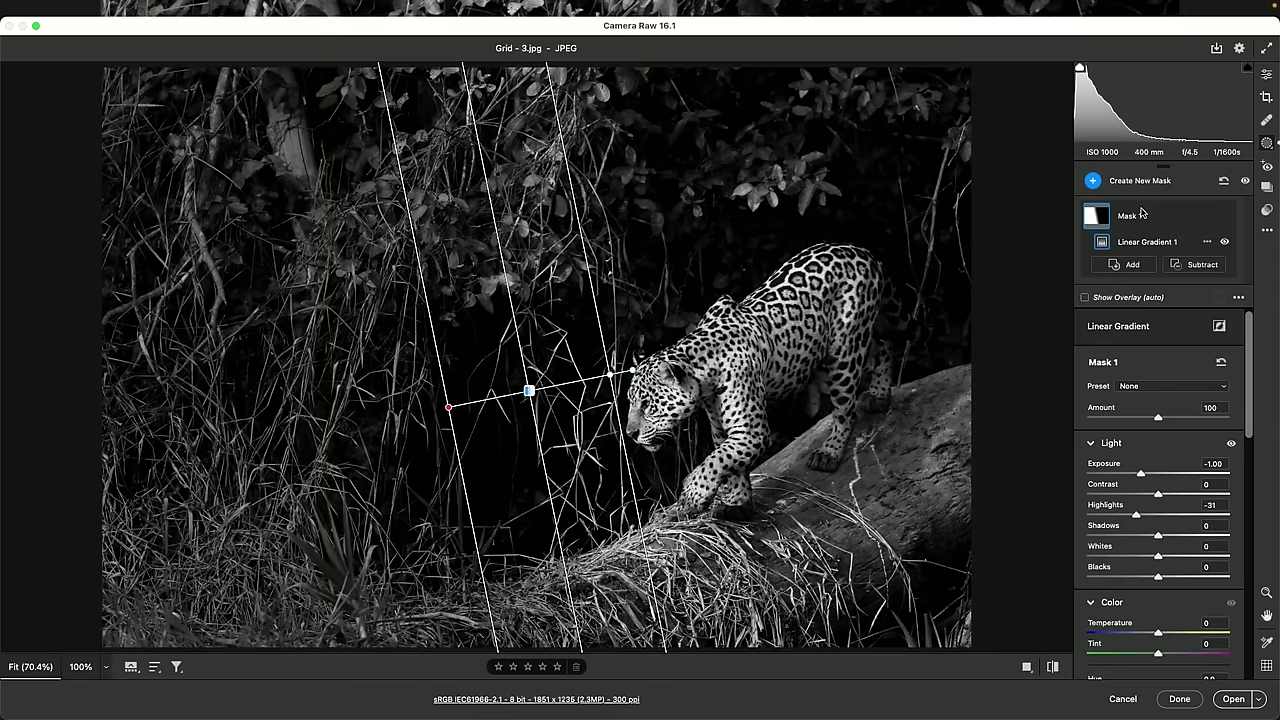 Camera Raw 16.1
Grid - 3.jpg - JPEG
ISO 1000 400 mm f/4.5 1/1600s
Create New Mask
Mask
Linear Gradient 1
Add Subtract
Show Overlay (auto)
Linear Gradient
Mask 1
Preset None
Amount 100
Light
Exposure -1.00
Contrast 0
Highlights -31
Shadows 0
Whites 0
Blacks 0
Color
Temperature 0
Tint 0
Fit (70.4%) 100%
sRGB IEC61966-2.1 - 8 bit - 1851 x 1235 (2.3MP) - 300 ppi
Cancel Done Open